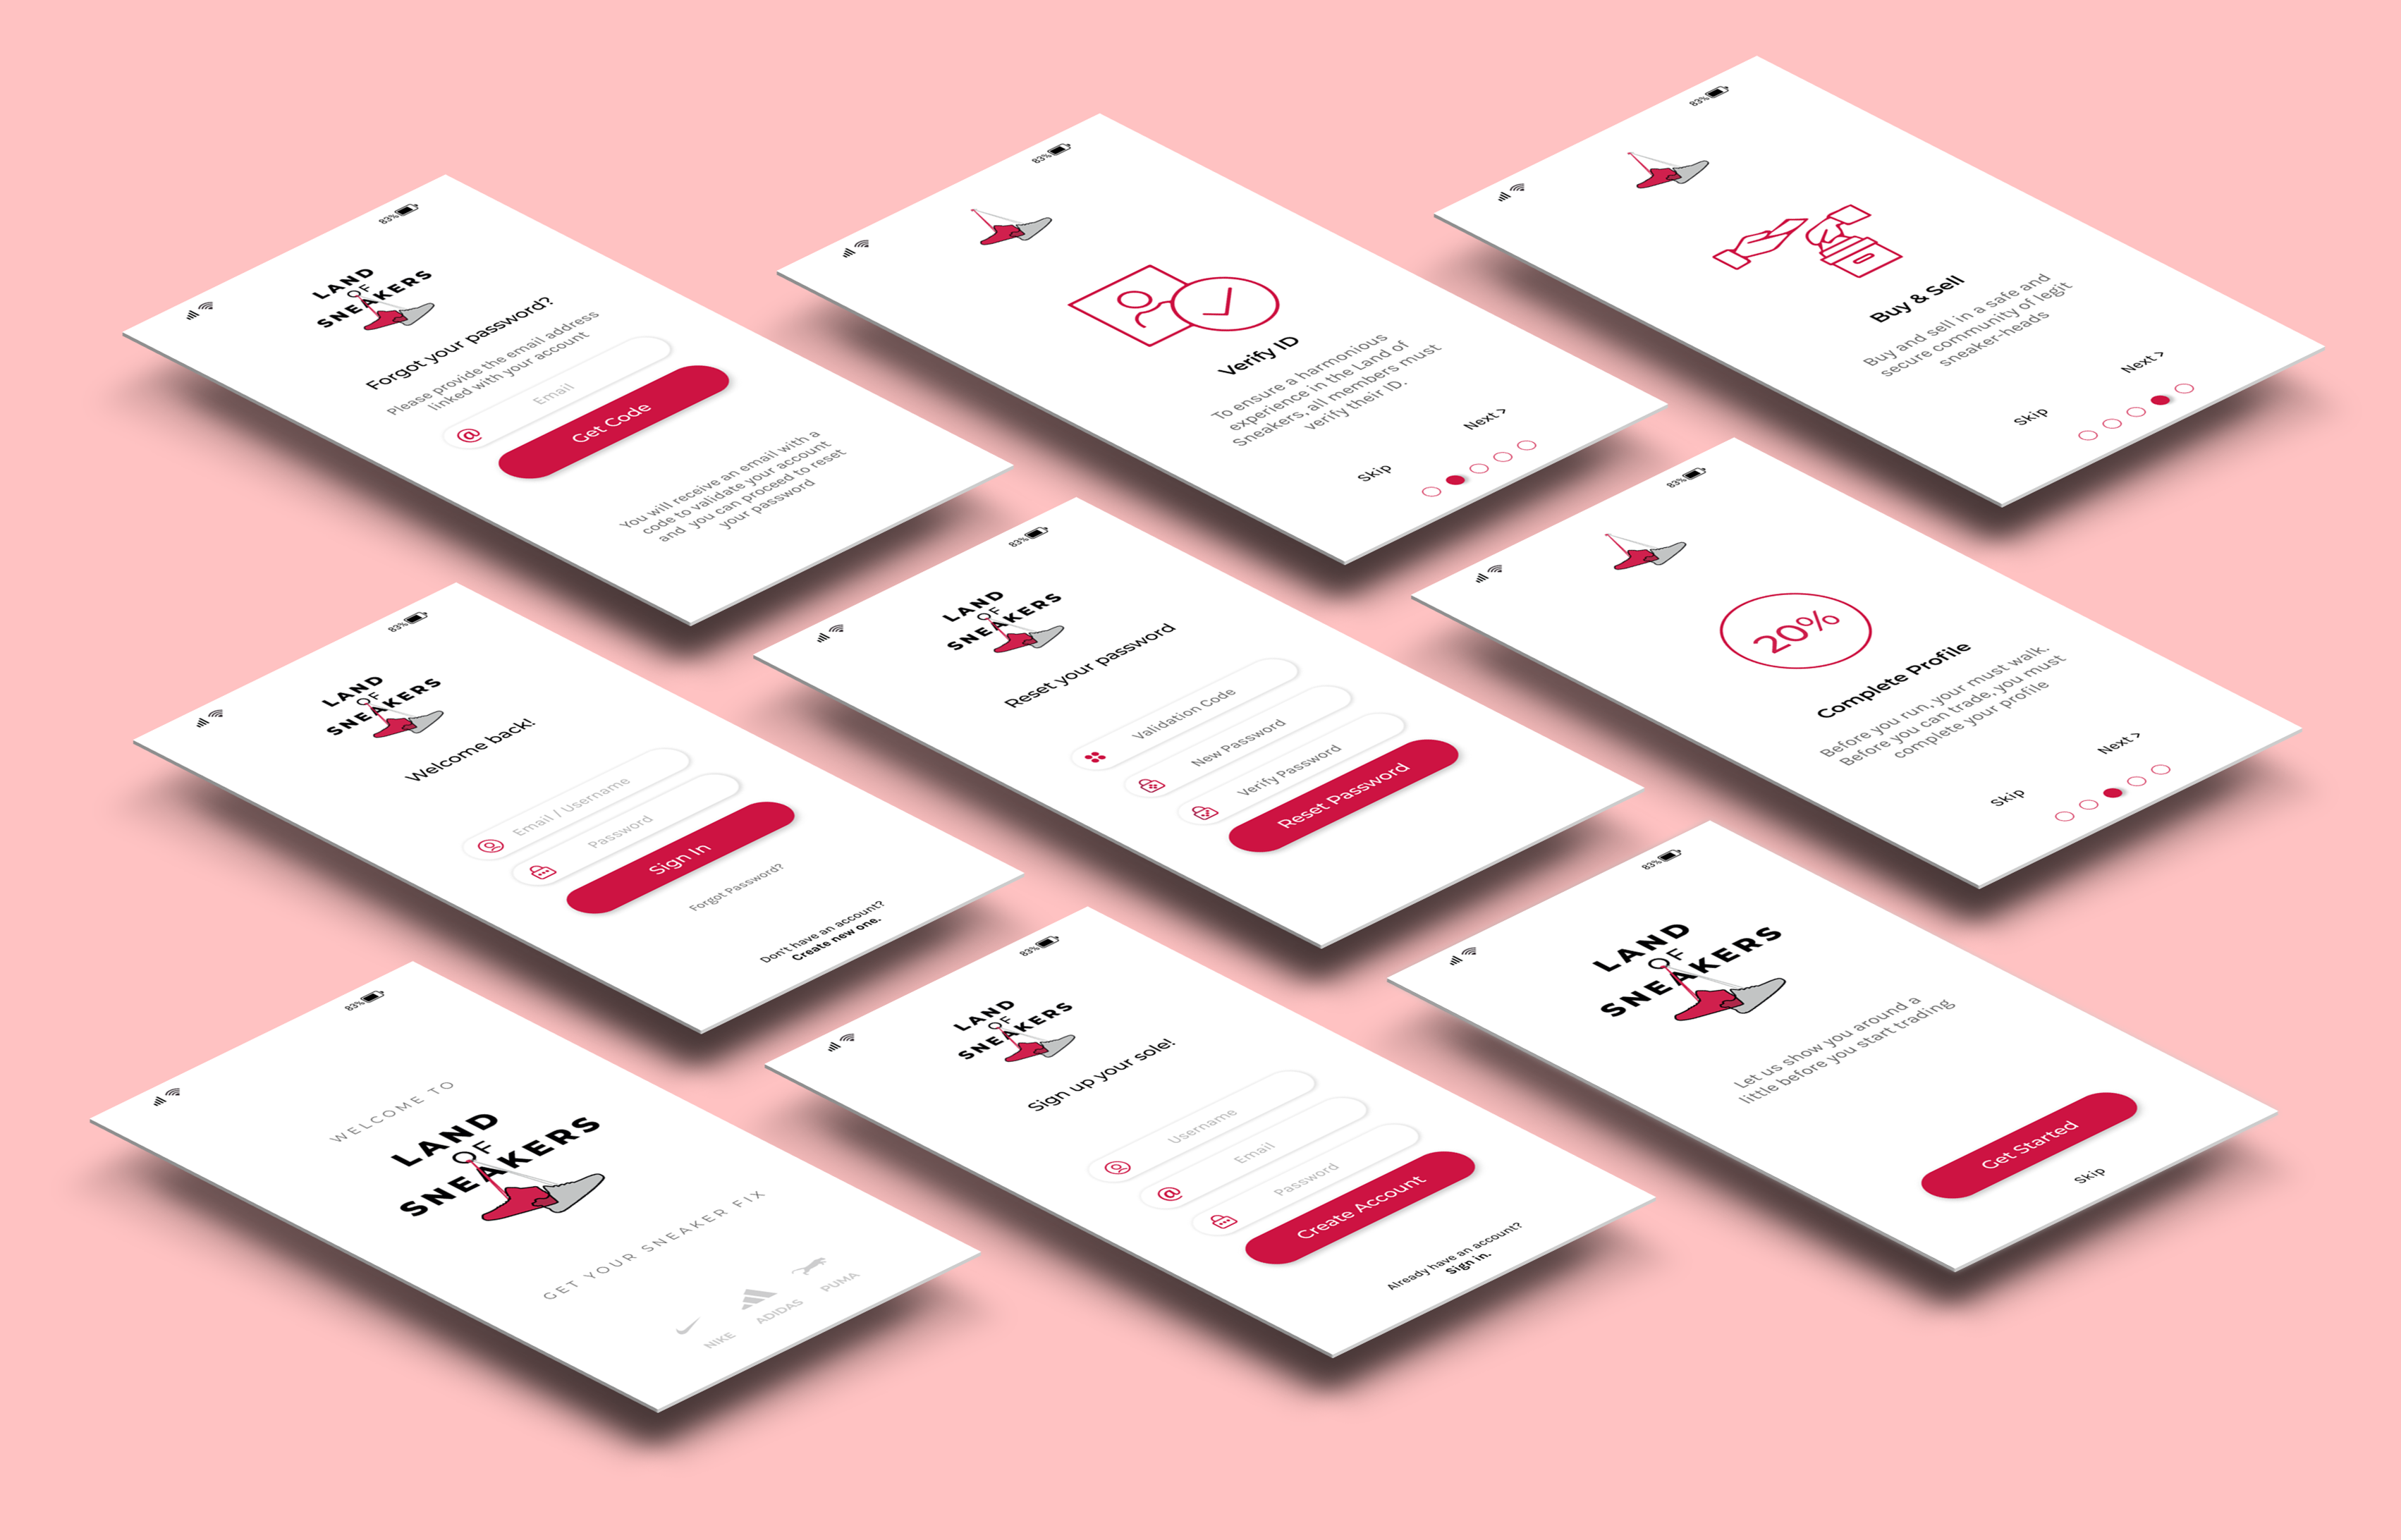 83%
LAND
OF
SNEAKERS
Forgot your password?
Please provide the email address
linked with your account
@ Email
Get Code
You will receive an email with a
code to validate your account
and you can proceed to reset
your password
83%
Verify ID
To ensure a harmonious
experience in the Land of
Sneakers, all members must
verify their ID.
Next >
Skip
83%
Buy & Sell
Buy and sell in a safe and
secure community of legit
sneaker-heads
Next >
Skip
83%
LAND
OF
SNEAKERS
Welcome back!
Email / Username
Password
Sign In
Forgot Password?
Don't have an account?
Create new one.
83%
LAND
OF
SNEAKERS
Reset your password
Validation Code
New Password
Verify Password
Reset Password
83%
20%
Complete Profile
Before you run, your must walk.
Before you can trade, you must
complete your profile
Next >
Skip
83%
WELCOME TO
LAND
OF
SNEAKERS
GET YOUR SNEAKER FIX
NIKE ADIDAS PUMA
83%
LAND
OF
SNEAKERS
Sign up your sole!
Username
@ Email
Password
Create Account
Already have an account?
Sign in.
83%
LAND
OF
SNEAKERS
Let us show you around a
little before you start trading
Get Started
Skip